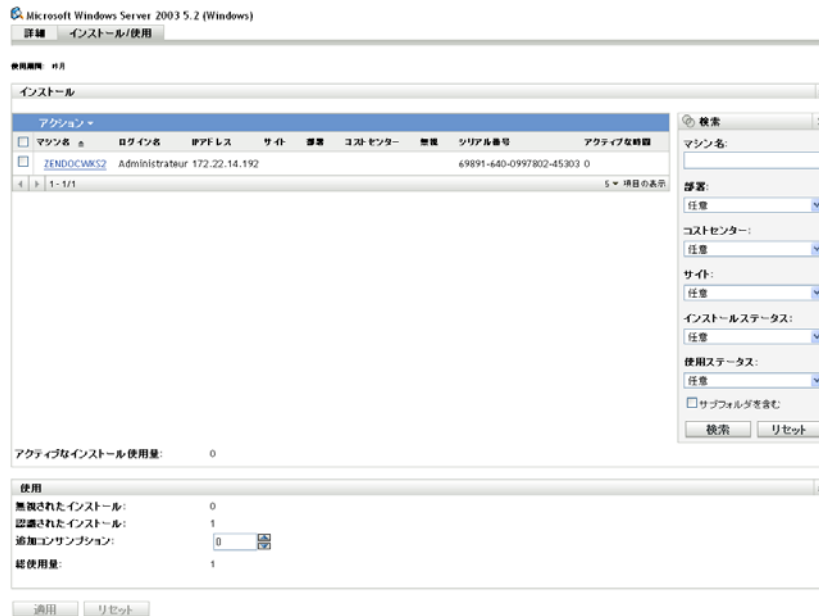 Microsoft Windows Server 2003 5.2 (Windows)
詳細 インストール/使用
使用期間: 昨月
インストール
アクション
マシン名 ログイン名 IPアドレス サイト 部署 コストセンター 無視 シリアル番号 アクティブな時間
ZENDOCWKS2 Administrateur 172.22.14.192 69891-640-0997802-45303 0
1 - 1/1 5 項目の表示
アクティブなインストール使用量: 0
検索
マシン名:
部署:
任意
コストセンター:
任意
サイト:
任意
インストールステータス:
任意
使用ステータス:
任意
サブフォルダを含む
検索 リセット
使用
無視されたインストール: 0
認識されたインストール: 1
追加コンサンプション: 0
総使用量: 1
適用 リセット